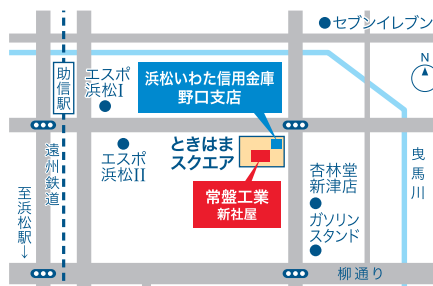 セブンイレブン
N
助信駅
エスポ
浜松I
浜松いわた信用金庫
野口支店
遠州鉄道
エスポ
浜松II
ときはま
スクエア
常盤工業
新社屋
杏林堂
新津店
ガソリン
スタンド
曳馬川
至浜松駅→
柳通り